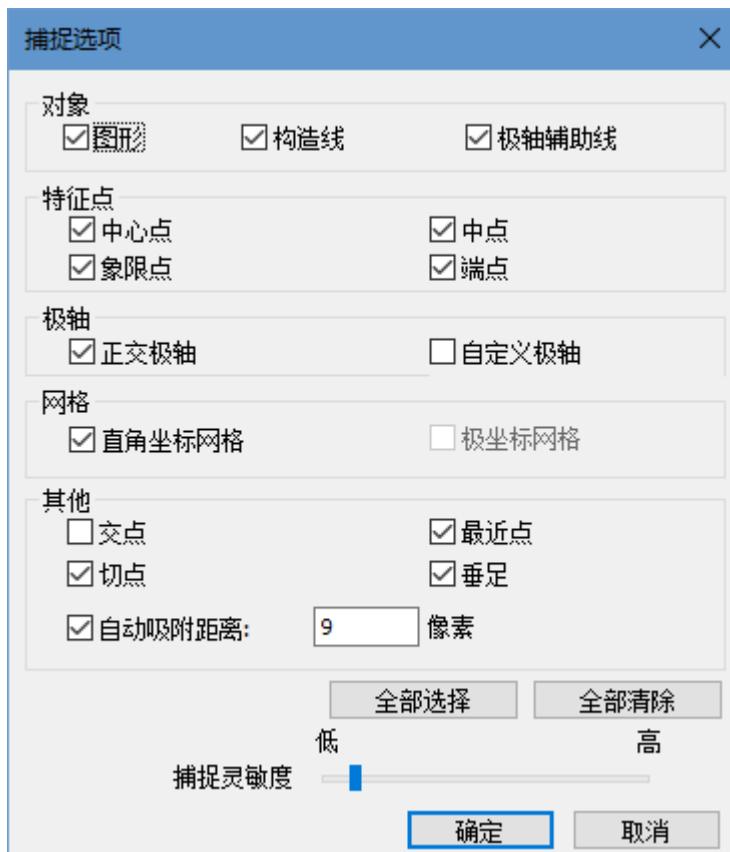 捕捉选项
对象
图形 构造线 极轴辅助线
特征点
中心点 中点
象限点 端点
极轴
正交极轴 自定义极轴
网格
直角坐标网格 极坐标网格
其他
交点 最近点
切点 垂足
自动吸附距离: 9 像素
全部选择 全部清除
低 高
捕捉灵敏度
确定 取消